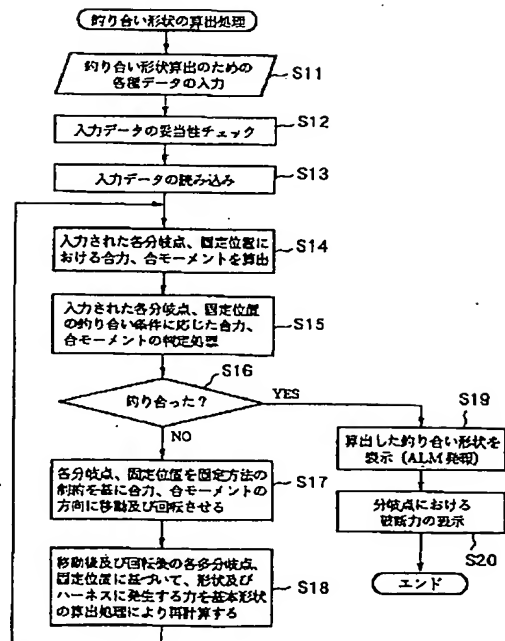 釣り合い形状の算出処理
釣り合い形状算出のための
各種データの入力
S11
入力データの妥当性チェック
S12
入力データの読み込み
S13
入力された各分岐点、固定位置に
おける合力、合モーメントを算出
S14
入力された各分岐点、固定位置
の釣り合い条件に応じた合力、
合モーメントの判定処理
S15
S16
釣り合った?
YES
NO
各分岐点、固定位置を固定方法の
制約を基に合力、合モーメントの
方向に移動及び回転させる
S17
移動後及び回転後の各多分岐点、
固定位置に基づいて、形状及び
ハーネスに発生する力を基本形状
の算出処理により再計算する
S18
S19
算出した釣り合い形状を
表示(ALM発現)
分岐点における
破断力の表示
S20
エンド